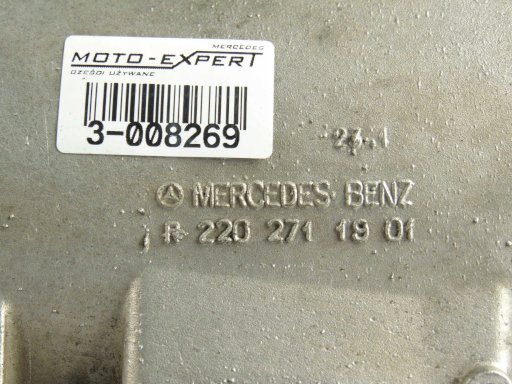 MERCEDES
MOTO-EXPERT
CZĘŚCI UŻYWANE
3-008269
23.1
MERCEDES-BENZ
R 220 271 19 01